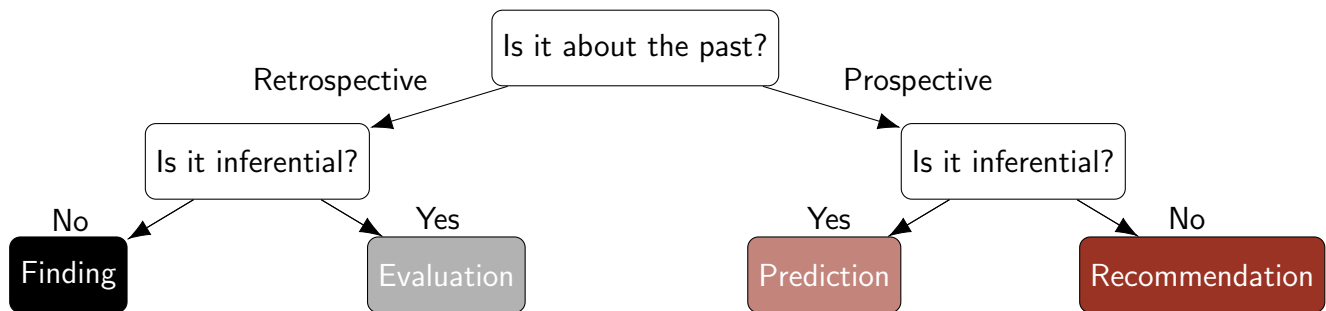 Is it about the past?
Retrospective
Prospective
Is it inferential?
Is it inferential?
No
Yes
Yes
No
Finding
Evaluation
Prediction
Recommendation